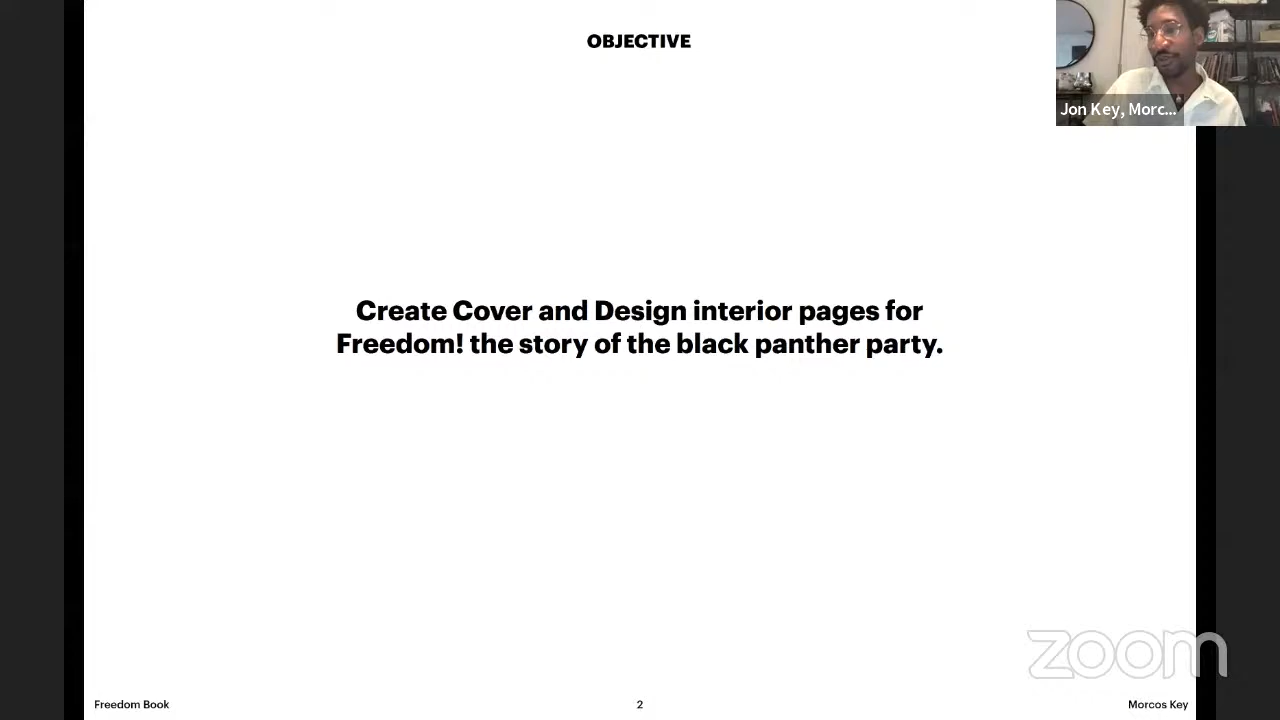 OBJECTIVE
Jon Key, Morc...
Create Cover and Design interior pages for
Freedom! the story of the black panther party.
zoom
Freedom Book
2
Morcos Key